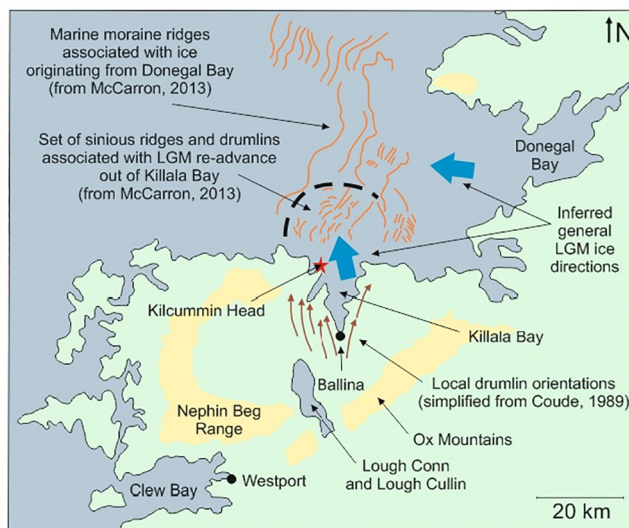 Marine moraine ridges
associated with ice
originating from Donegal Bay
(from McCarron, 2013)
N
Set of sinious ridges and drumlins
associated with LGM re-advance
out of Killala Bay
(from McCarron, 2013)
Donegal
Bay
Inferred
general
LGM ice
directions
Kilcummin Head
Killala Bay
Ballina
Local drumlin orientations
(simplified from Coude, 1989)
Nephin Beg
Range
Ox Mountains
Lough Conn
and Lough Cullin
Clew Bay
Westport
20 km